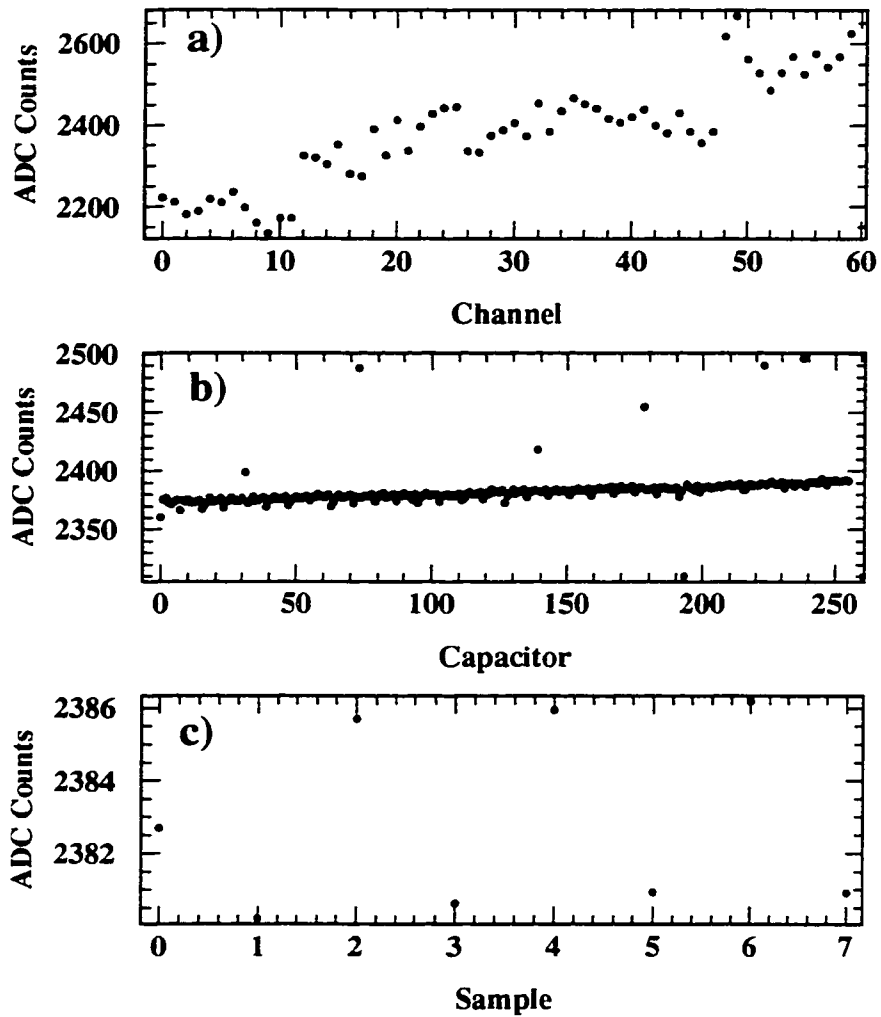 a)
ADC Counts
2600
2400
2200
0 10 20 30 40 50 60
Channel
b)
ADC Counts
2500
2450
2400
2350
0 50 100 150 200 250
Capacitor
c)
ADC Counts
2386
2384
2382
0 1 2 3 4 5 6 7
Sample